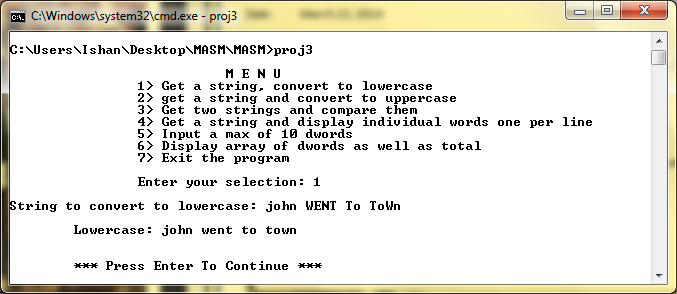 C:\Windows\system32\cmd.exe - proj3
C:\Users\Ishan\Desktop\MASM\MASM>proj3
M E N U
1> Get a string, convert to lowercase
2> get a string and convert to uppercase
3> Get two strings and compare them
4> Get a string and display individual words one per line
5> Input a max of 10 dwords
6> Display array of dwords as well as total
7> Exit the program
Enter your selection: 1
String to convert to lowercase: john WENT To ToWn
Lowercase: john went to town
*** Press Enter To Continue ***